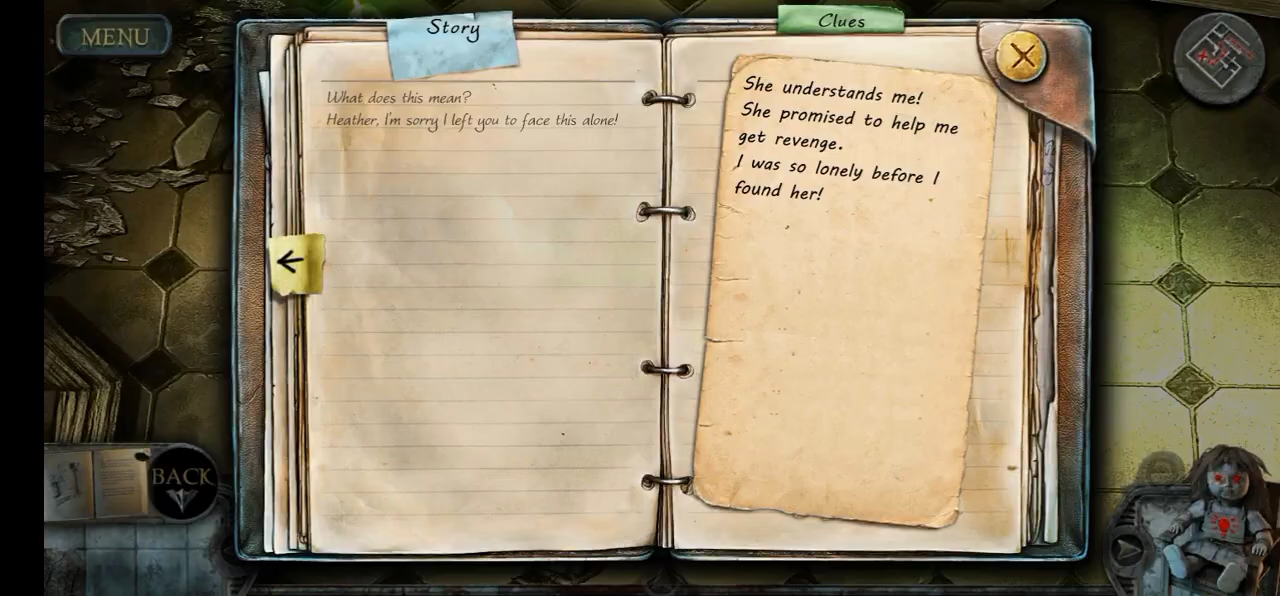 MENU
Story
Clues
What does this mean?
Heather, I'm sorry I left you to face this alone!
She understands me!
She promised to help me
get revenge.
I was so lonely before I
found her!
BACK